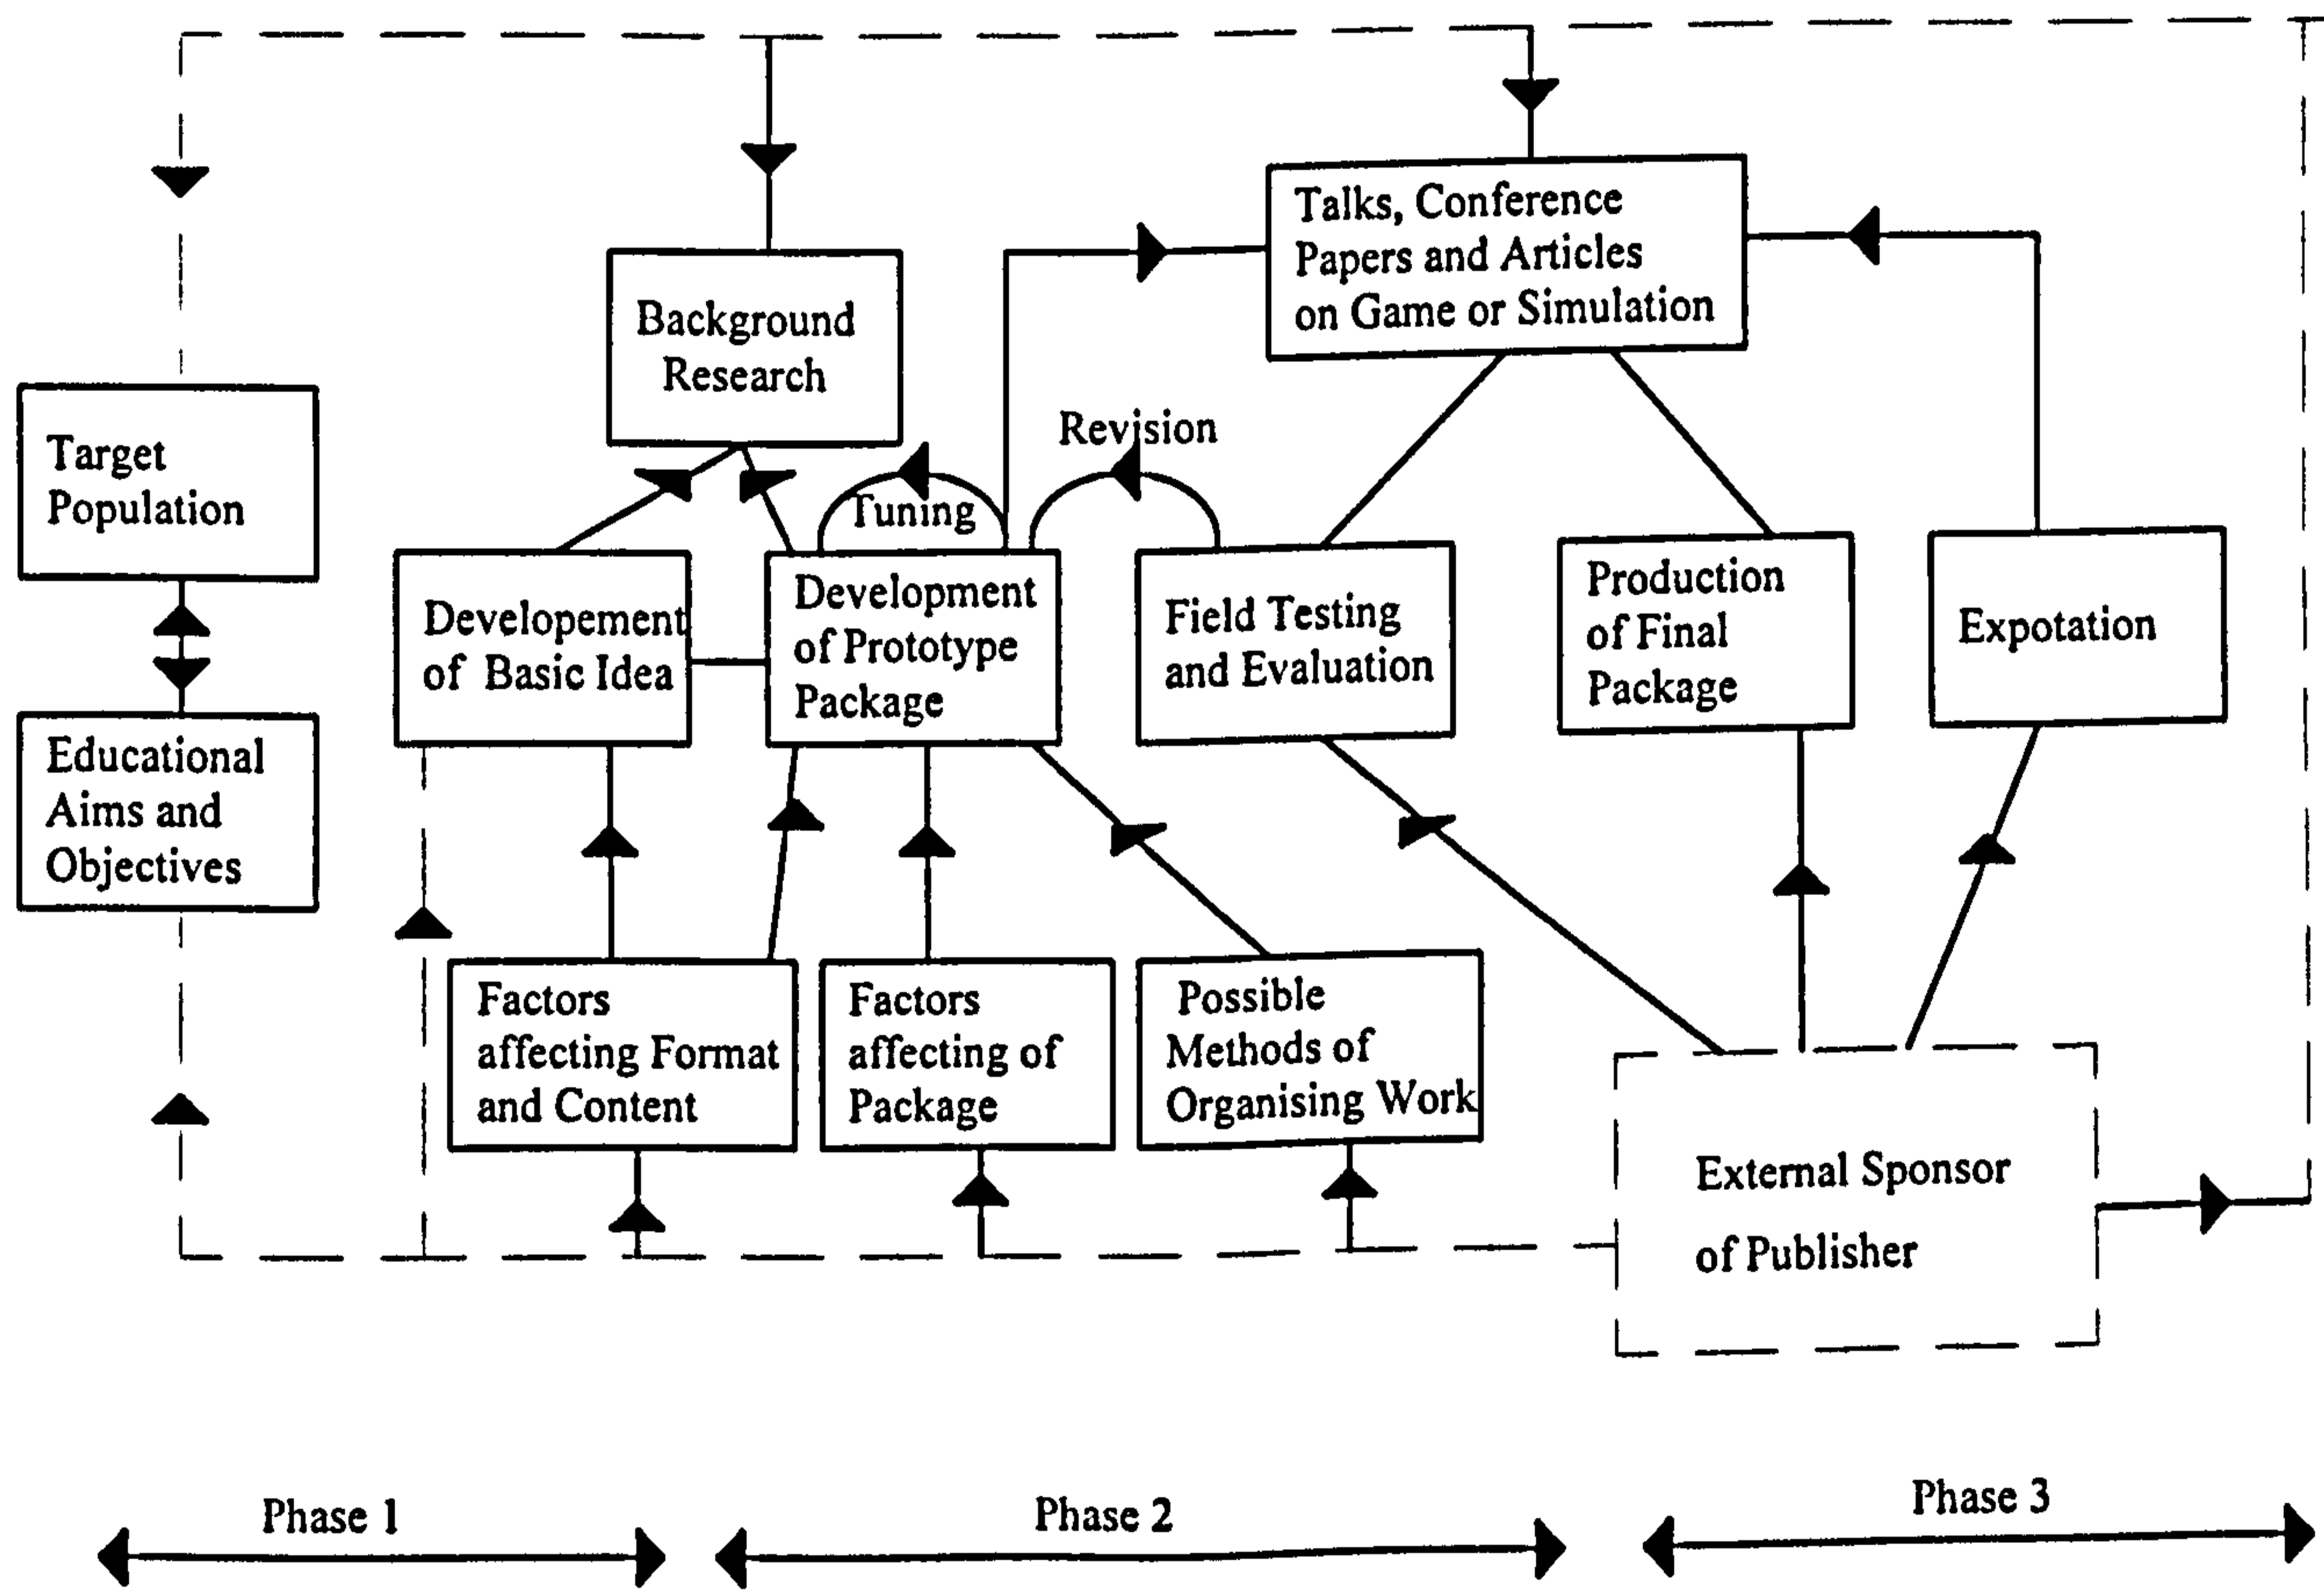 Talks, Conference
Papers and Articles
on Game or Simulation
Background
Research
Revision
Tuning
Target
Population
Developement
of Basic Idea
Development
of Prototype
Package
Field Testing
and Evaluation
Production
of Final
Package
Expotation
Educational
Aims and
Objectives
Factors
affecting Format
and Content
Factors
affecting of
Package
Possible
Methods of
Organising Work
External Sponsor
of Publisher
Phase 1
Phase 2
Phase 3